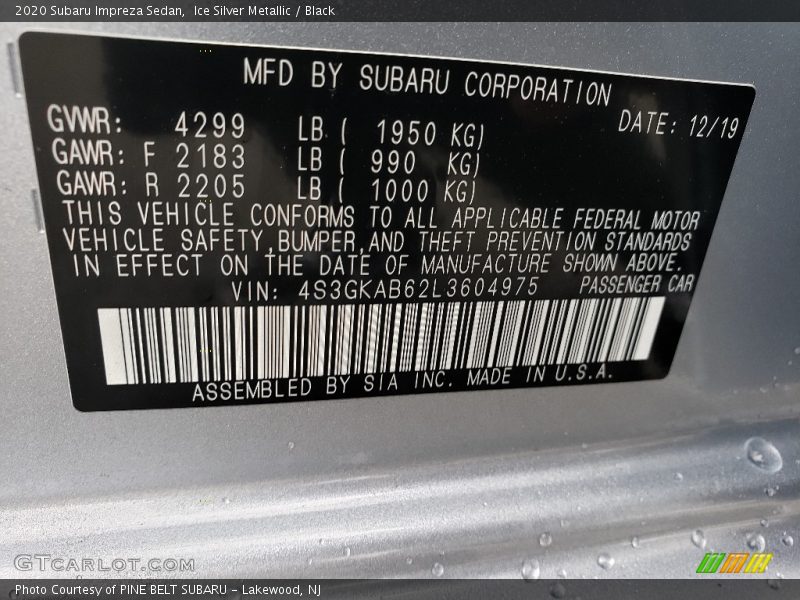 2020 Subaru Impreza Sedan,  Ice Silver Metallic / Black
MFD BY SUBARU CORPORATION
GVWR: 4299 LB ( 1950 KG) DATE: 12/19
GAWR: F 2183 LB ( 990 KG)
GAWR: R 2205 LB ( 1000 KG)
THIS VEHICLE CONFORMS TO ALL APPLICABLE FEDERAL MOTOR
VEHICLE SAFETY,BUMPER,AND THEFT PREVENTION STANDARDS
IN EFFECT ON THE DATE OF MANUFACTURE SHOWN ABOVE.
VIN: 4S3GKAB62L3604975 PASSENGER CAR
ASSEMBLED BY SIA INC. MADE IN U.S.A.
GTCARLOT.COM
Photo Courtesy of PINE BELT SUBARU - Lakewood, NJ